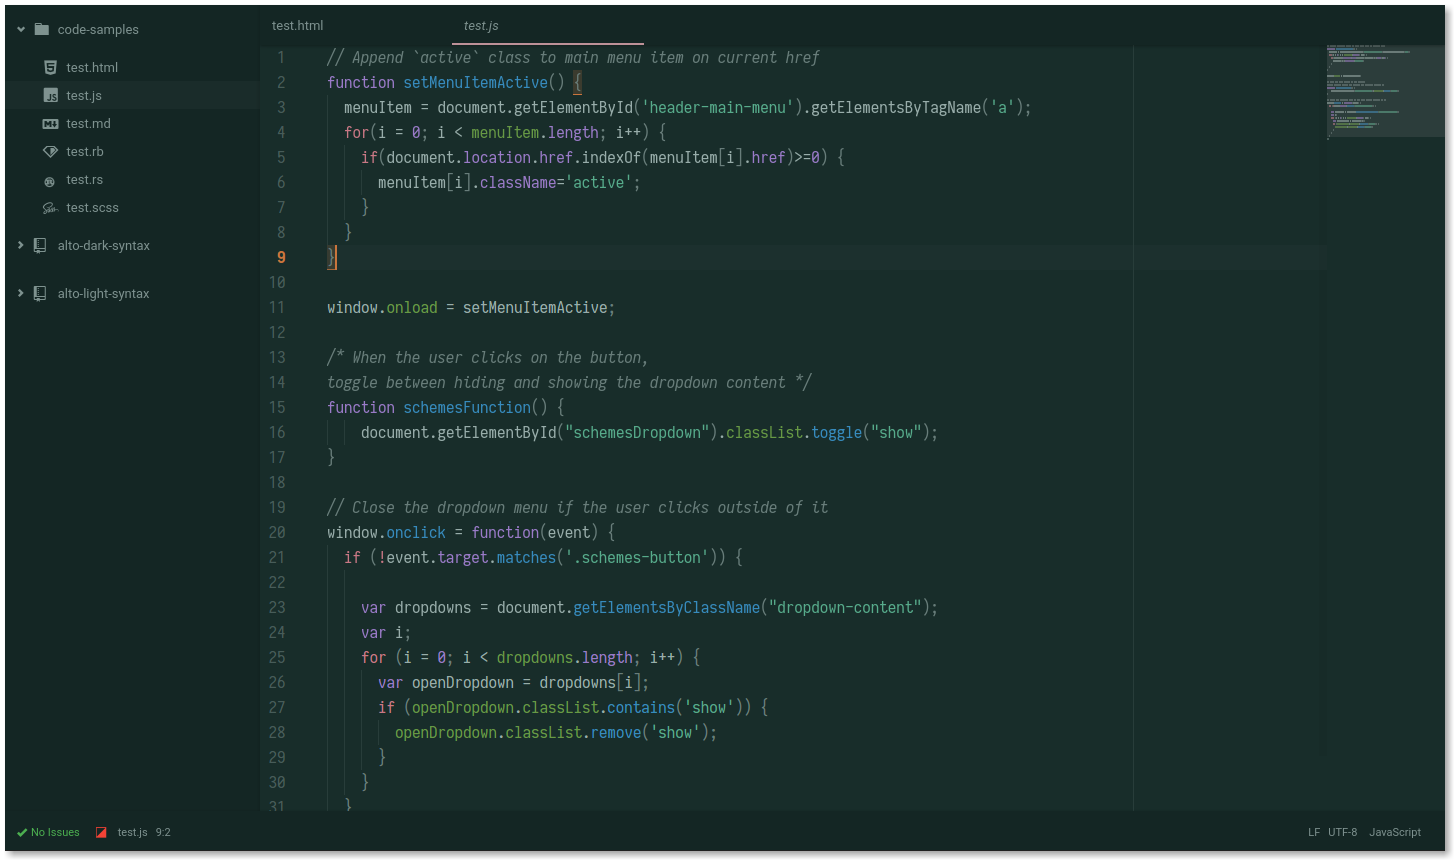 code-samples
test.html
test.js
test.md
test.rb
test.rs
test.scss
alto-dark-syntax
alto-light-syntax
test.html
test.js
1 // Append `active` class to main menu item on current href
2 function setMenuItemActive() {
3 menuItem = document.getElementById('header-main-menu').getElementsByTagName('a');
4 for(i = 0; i < menuItem.length; i++) {
5 if(document.location.href.indexOf(menuItem[i].href)>=0) {
6 menuItem[i].className='active';
7 }
8 }
9 }
10
11 window.onload = setMenuItemActive;
12
13 /* When the user clicks on the button,
14 toggle between hiding and showing the dropdown content */
15 function schemesFunction() {
16 document.getElementById("schemesDropdown").classList.toggle("show");
17 }
18
19 // Close the dropdown menu if the user clicks outside of it
20 window.onclick = function(event) {
21 if (!event.target.matches('.schemes-button')) {
22
23 var dropdowns = document.getElementsByClassName("dropdown-content");
24 var i;
25 for (i = 0; i < dropdowns.length; i++) {
26 var openDropdown = dropdowns[i];
27 if (openDropdown.classList.contains('show')) {
28 openDropdown.classList.remove('show');
29 }
30 }
31 }
No Issues test.js 9:2 LF UTF-8 JavaScript